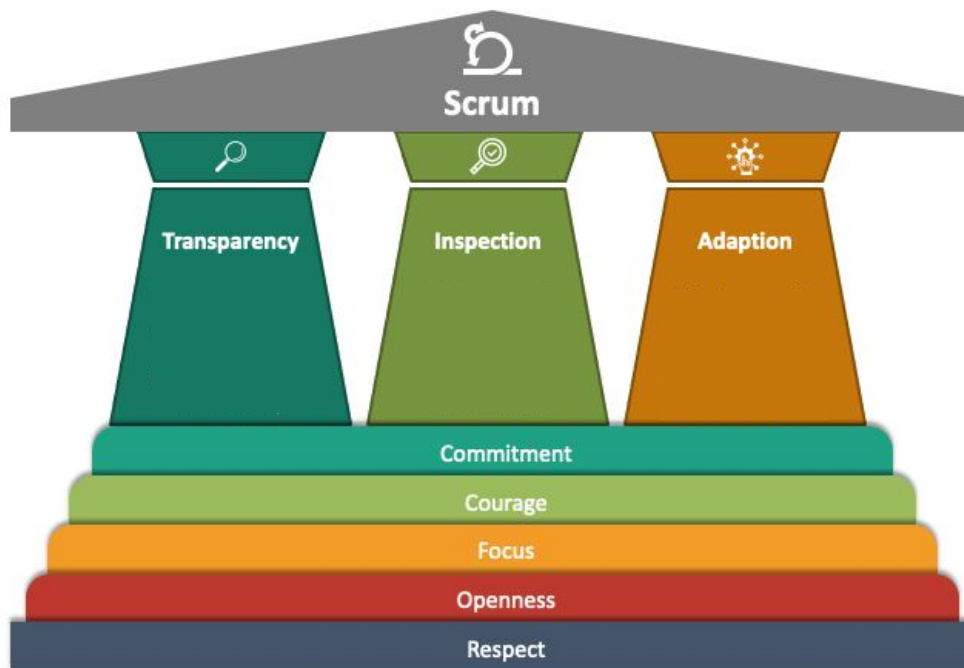 Scrum
Transparency
Inspection
Adaption
Commitment
Courage
Focus
Openness
Respect